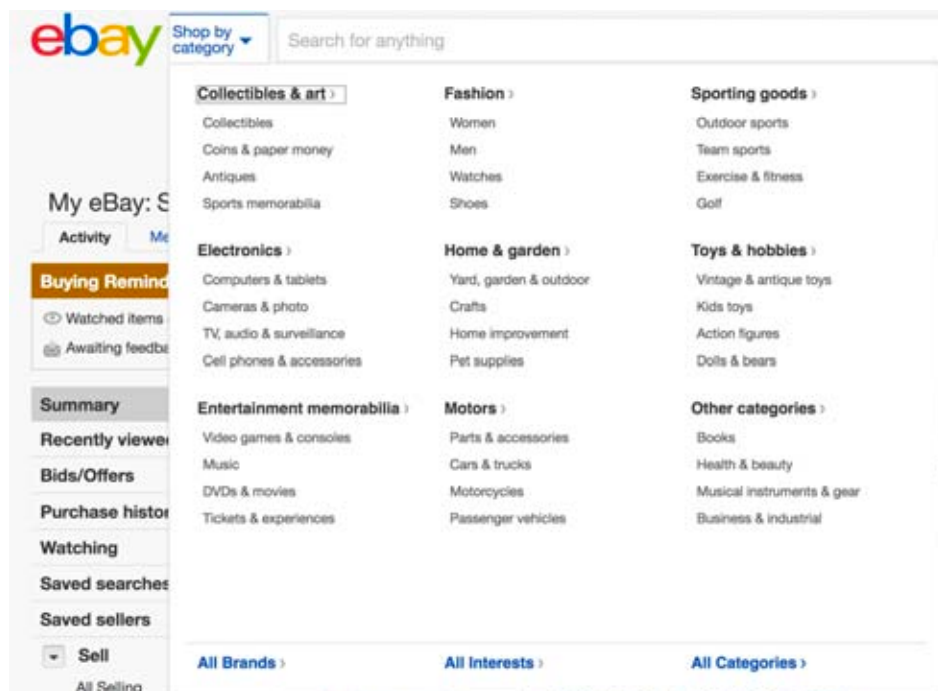 ebay
Shop by
category
Search for anything
Collectibles & art
Collectibles
Coins & paper money
Antiques
Sports memorabilia
Fashion
Women
Men
Watches
Shoes
Sporting goods
Outdoor sports
Team sports
Exercise & fitness
Golf
Electronics
Computers & tablets
Cameras & photo
TV, audio & surveillance
Cell phones & accessories
Home & garden
Yard, garden & outdoor
Crafts
Home improvement
Pet supplies
Toys & hobbies
Vintage & antique toys
Kids toys
Action figures
Dolls & bears
Entertainment memorabilia
Video games & consoles
Music
DVDs & movies
Tickets & experiences
Motors
Parts & accessories
Cars & trucks
Motorcycles
Passenger vehicles
Other categories
Books
Health & beauty
Musical instruments & gear
Business & industrial
All Brands
All Interests
All Categories
My eBay: S
Activity
Me
Buying Remind
Watched items
Awaiting feedba
Summary
Recently viewe
Bids/Offers
Purchase histor
Watching
Saved searches
Saved sellers
Sell
All Selling